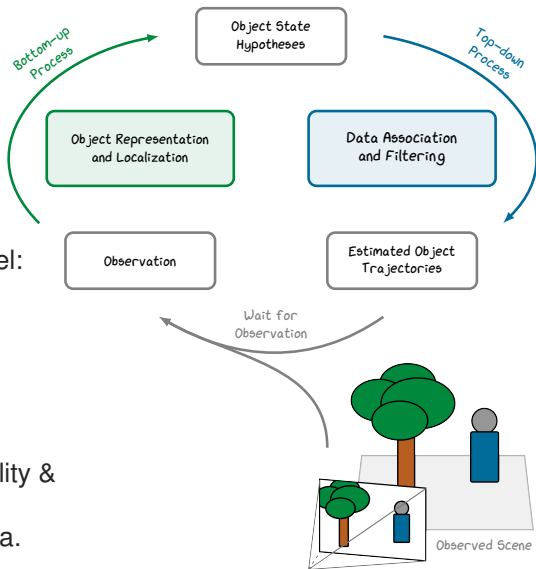 Object State
Hypotheses
Bottom-up
Process
Top-down
Process
Object Representation
and Localization
Data Association
and Filtering
Observation
Estimated Object
Trajectories
el:
Wait for
Observation
lity &
a.
Observed Scene